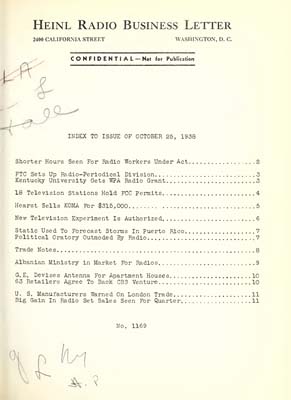 HEINL RADIO BUSINESS LETTER
2400 CALIFORNIA STREET WASHINGTON, D. C.
CONFIDENTIAL — Not for Publication
INDEX TO ISSUE OF OCTOBER 25, 1938
Shorter Hours Seen For Radio Workers Under Act..................2
FTC Sets Up Radio-Periodical Division...........................3
Kentucky University Gets WPA Radio Grant........................3
18 Television Stations Hold FCC Permits.........................4
Hearst Sells KOMA For $315,000..................................5
New Television Experiment Is Authorized.........................6
Static Used To Forecast Storms In Puerto Rico...................7
Political Oratory Outmoded By Radio.............................7
Trade Notes.....................................................8
Albanian Ministry in Market For Radios..........................9
G.E. Devises Antenna For Apartment Houses......................10
63 Retailers Agree To Back CBS Venture.........................10
U. S. Manufacturers Warned On London Trade.....................11
Big Gain In Radio Set Sales Seen For Quarter...................11
No. 1169